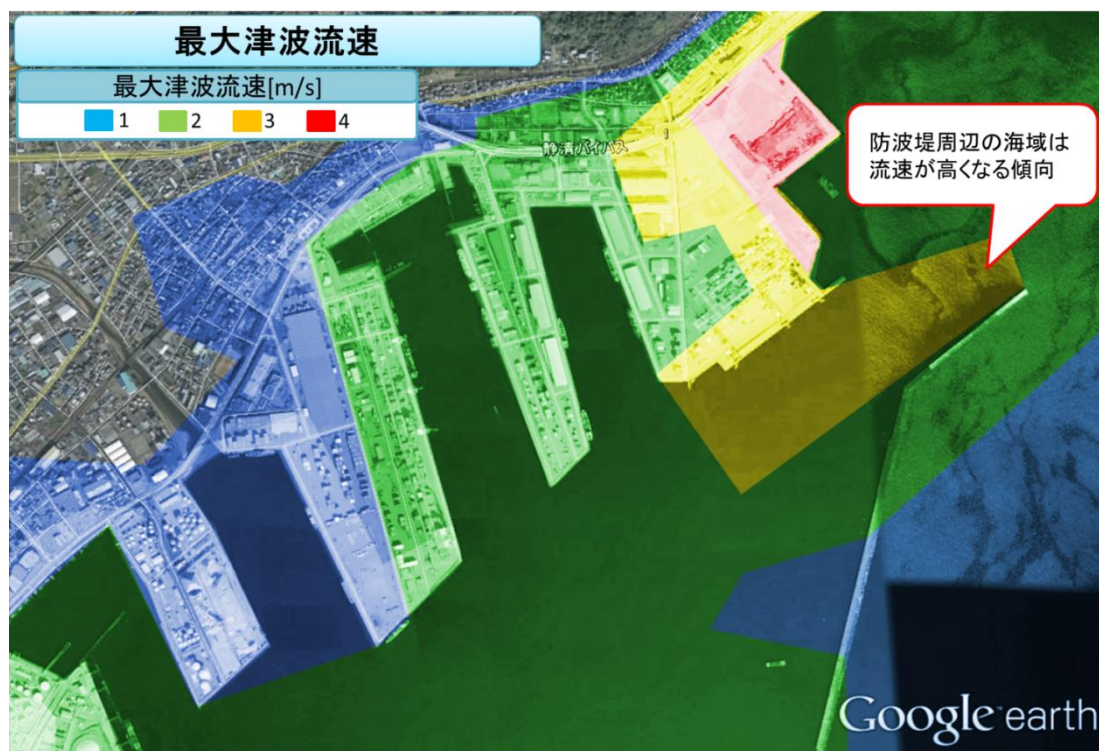 最大津波流速
最大津波流速[m/s]
1 2 3 4
静清バイパス
防波堤周辺の海域は
流速が高くなる傾向
Google earth